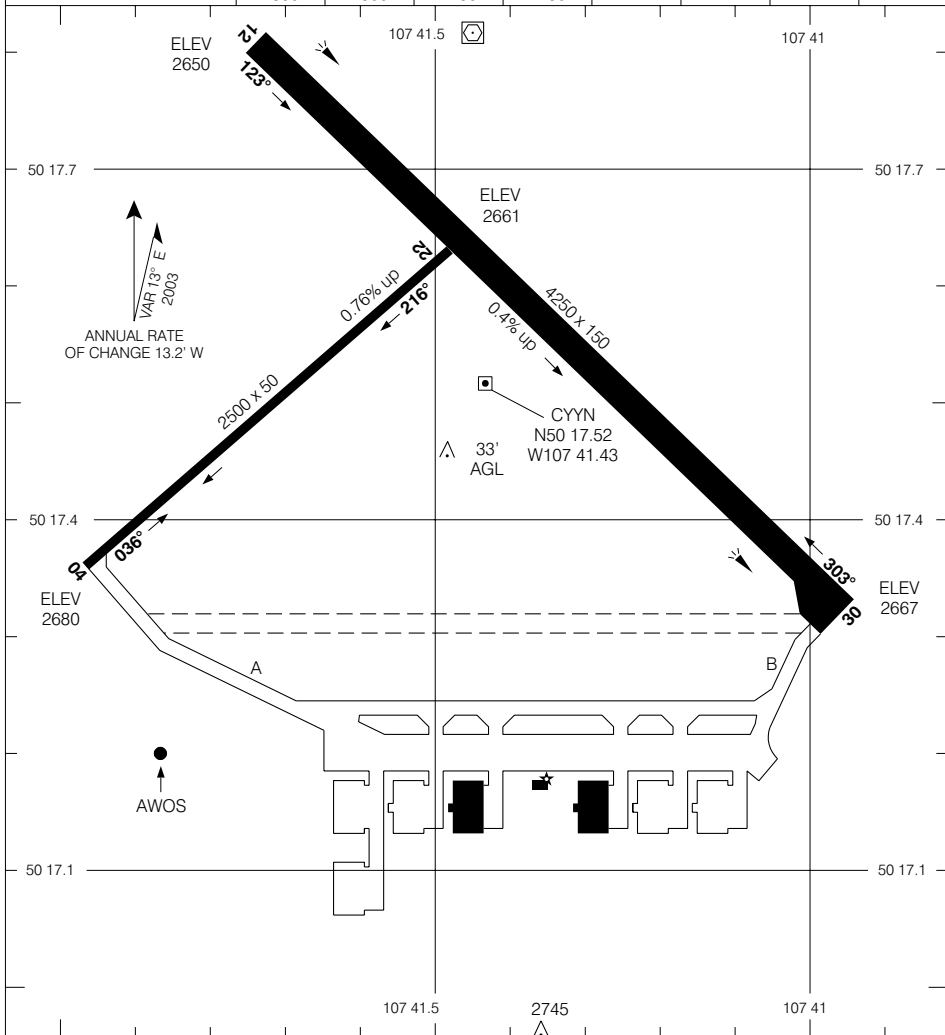 107 41.5
107 41
12
ELEV
2650
123°
50 17.7
50 17.7
ELEV
2661
22
VAR 13° E
2003
0.76% up
216°
4250 x 150
0.4% up
ANNUAL RATE
OF CHANGE 13.2' W
2500 x 50
CYYN
N50 17.52
W107 41.43
33'
AGL
50 17.4
50 17.4
036°
04
303°
ELEV
2680
ELEV
2667
30
A
B
AWOS
50 17.1
50 17.1
107 41.5
2745
107 41